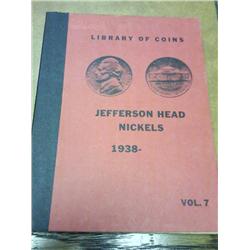 LIBRARY OF COINS
JEFFERSON HEAD
NICKELS
1938-
VOL. 7